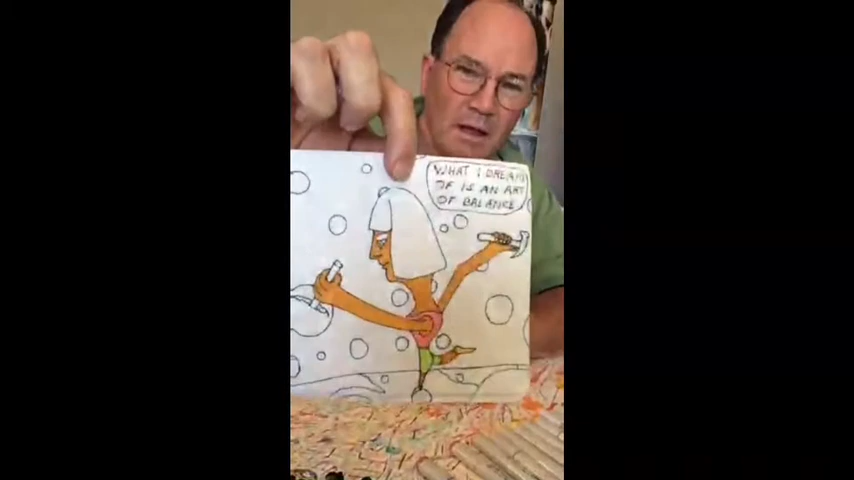 WHAT I DREAM
OF IS AN ART
OF BALANCE